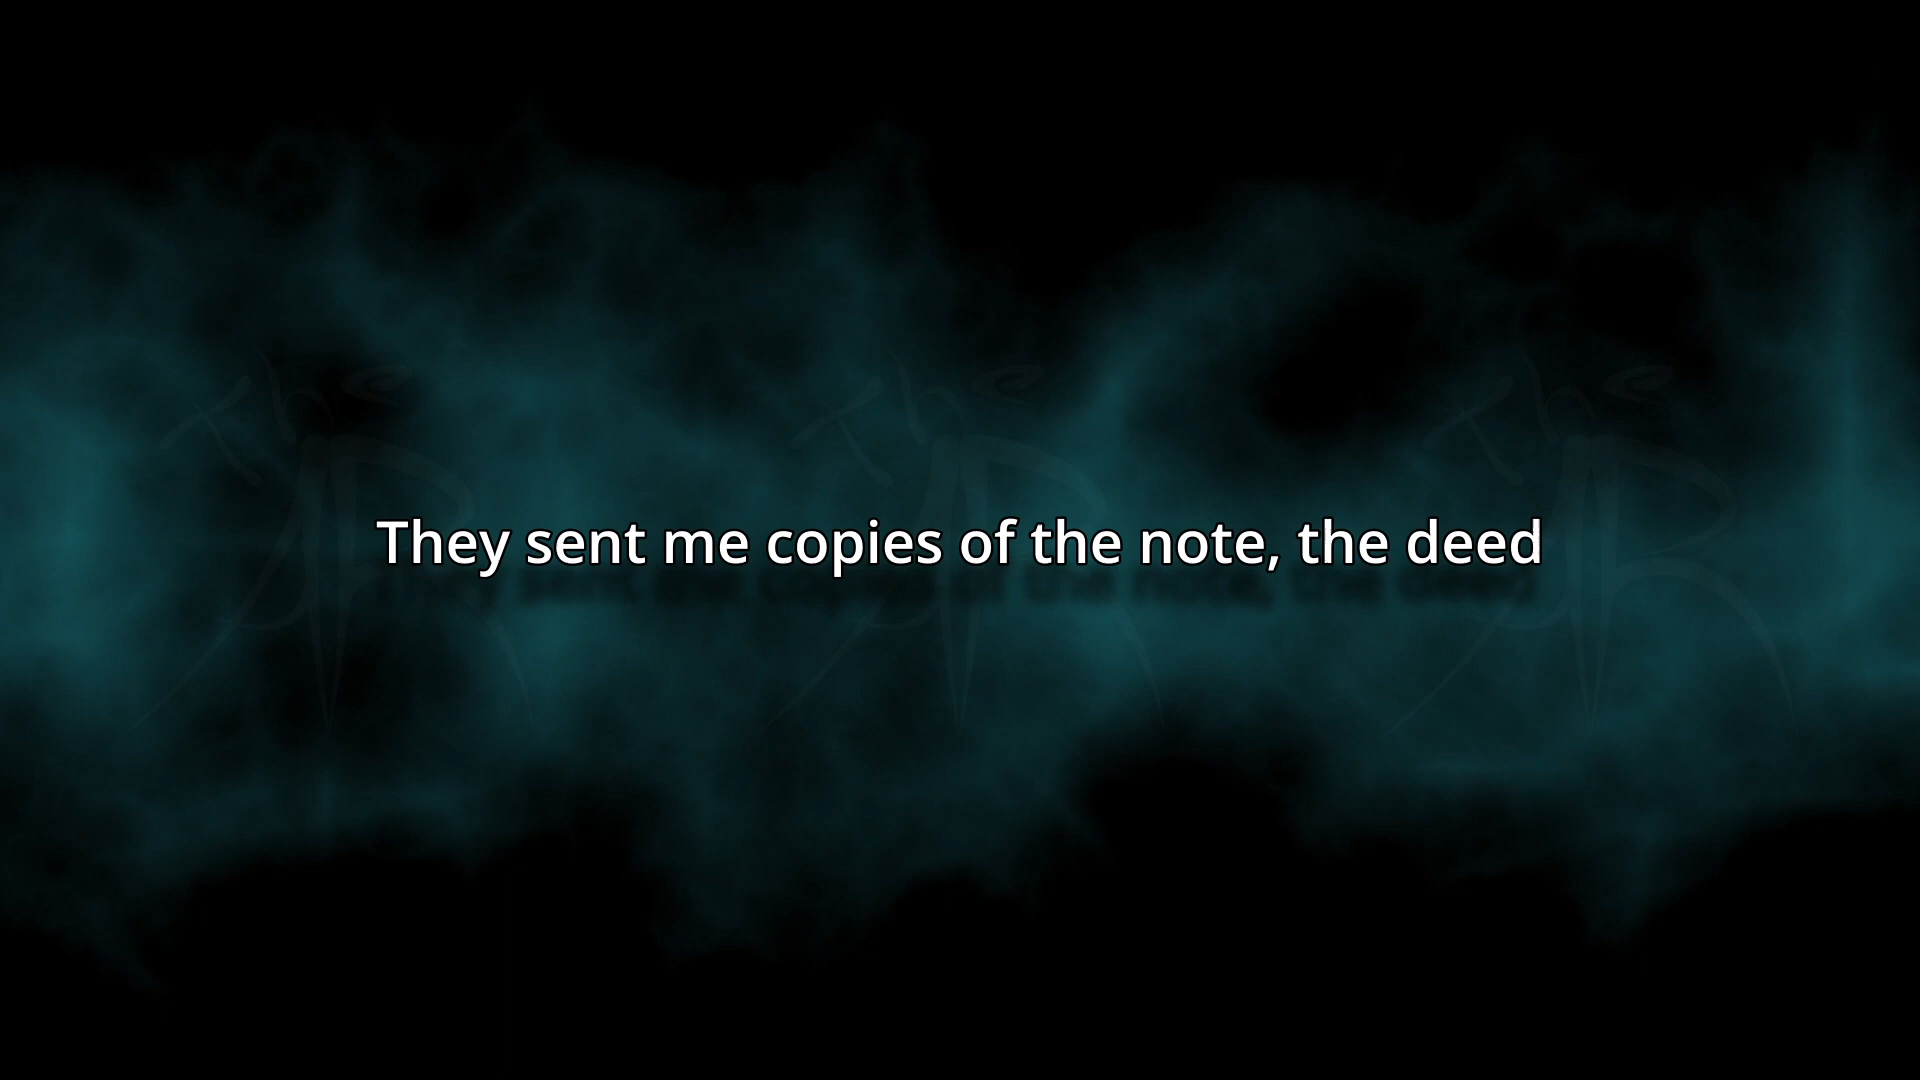 They sent me copies of the note, the deed